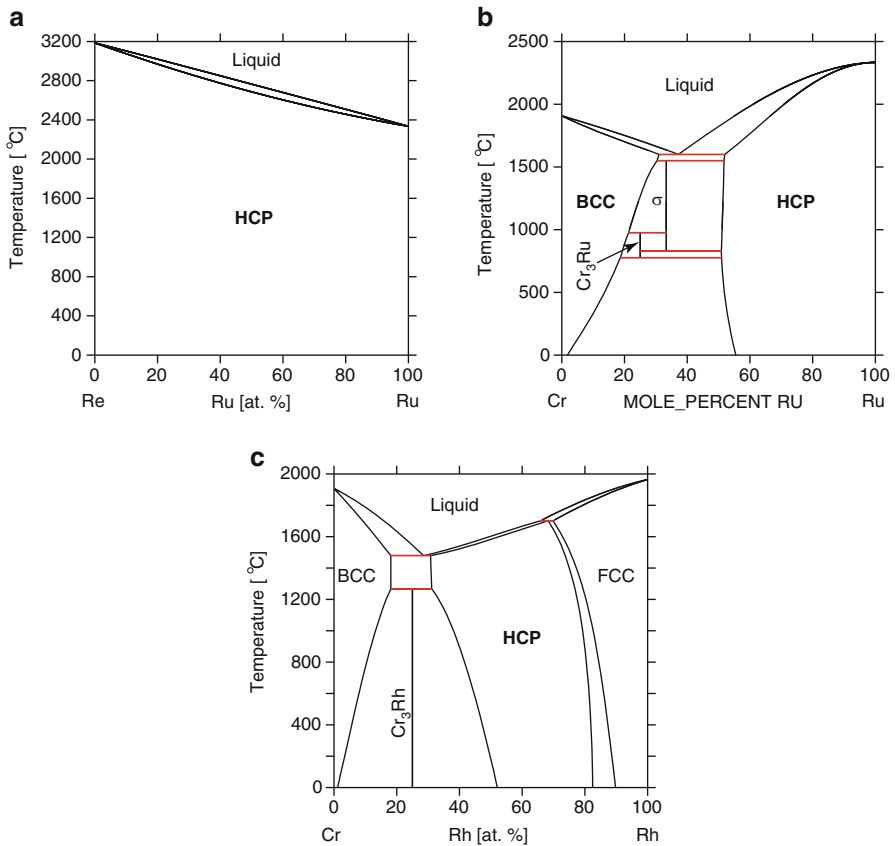 a
3200
2800
2400
2000
1600
1200
800
400
0
Temperature [ °C]
Liquid
HCP
0 20 40 60 80 100
Re Ru [at. %] Ru
b
2500
2000
1500
1000
500
0
Temperature [ °C]
Liquid
BCC
σ
HCP
Cr3Ru
0 20 40 60 80 100
Cr MOLE_PERCENT RU Ru
c
2000
1600
1200
800
400
0
Temperature [ °C]
Liquid
BCC
FCC
HCP
Cr3Rh
0 20 40 60 80 100
Cr Rh [at. %] Rh